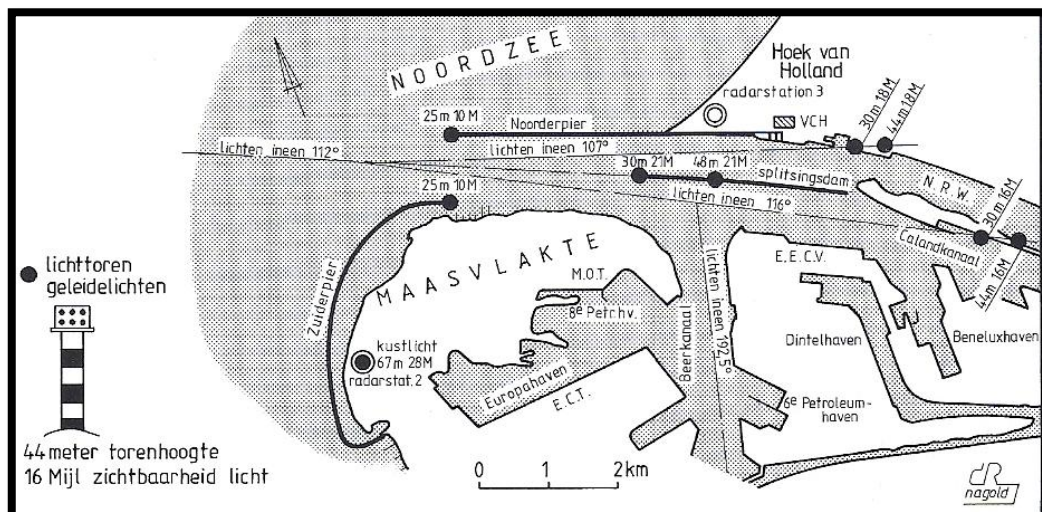 NOORDZEE
Hoek van
Holland
radarstation 3
VCH
30m 18M
44m 18M
25m 10M
Noorderpier
lichten ineen 112°
lichten ineen 107°
30m 21M
48m 21M
splitsingsdam
25m 10M
lichten ineen 116°
N.R.W.
30m 16M
Calandkanaal
44m 16M
lichttoren
geleidelichten
Zuiderpier
MAASVLAKTE
M.O.T.
8e Petr.hv.
E.E.C.V.
lichten ineen 192,5°
Beerkanaal
Dintelhaven
Beneluxhaven
kustlicht
67m 28M
radarstat.2
Europahaven
E.C.T.
6e Petroleum-
haven
44 meter torenhoogte
16 Mijl zichtbaarheid licht
0 1 2km
nagold